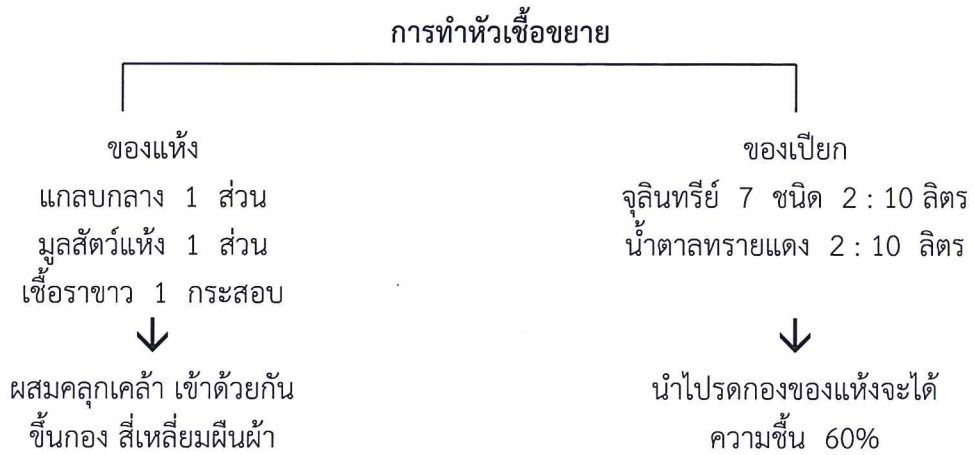 การทำหัวเชื้อขยาย
ของแห้ง
แกลบกลาง 1 ส่วน
มูลสัตว์แห้ง 1 ส่วน
เชื้อราขาว 1 กระสอบ
ผสมคลุกเคล้า เข้าด้วยกัน
ขึ้นกอง สี่เหลี่ยมผืนผ้า
ของเปียก
จุลินทรีย์ 7 ชนิด 2 : 10 ลิตร
น้ำตาลทรายแดง 2 : 10 ลิตร
นำไปรดกองของแห้งจะได้
ความชื้น 60%